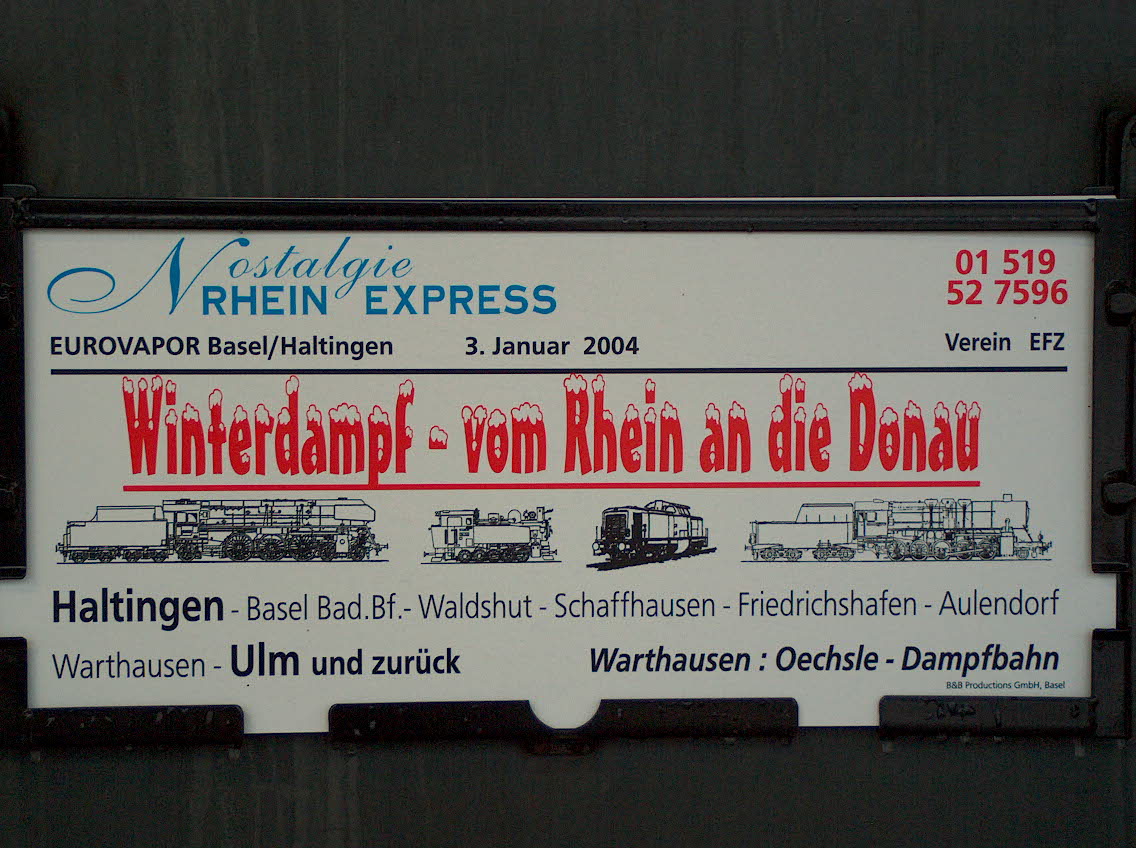 Nostalgie
RHEIN EXPRESS
01 519
52 7596
EUROVAPOR Basel/Haltingen 3. Januar 2004 Verein EFZ
Winterdampf - vom Rhein an die Donau
Haltingen - Basel Bad.Bf.- Waldshut - Schaffhausen - Friedrichshafen - Aulendorf
Warthausen - Ulm und zurück Warthausen : Oechsle - Dampfbahn
B&B Productions GmbH, Basel